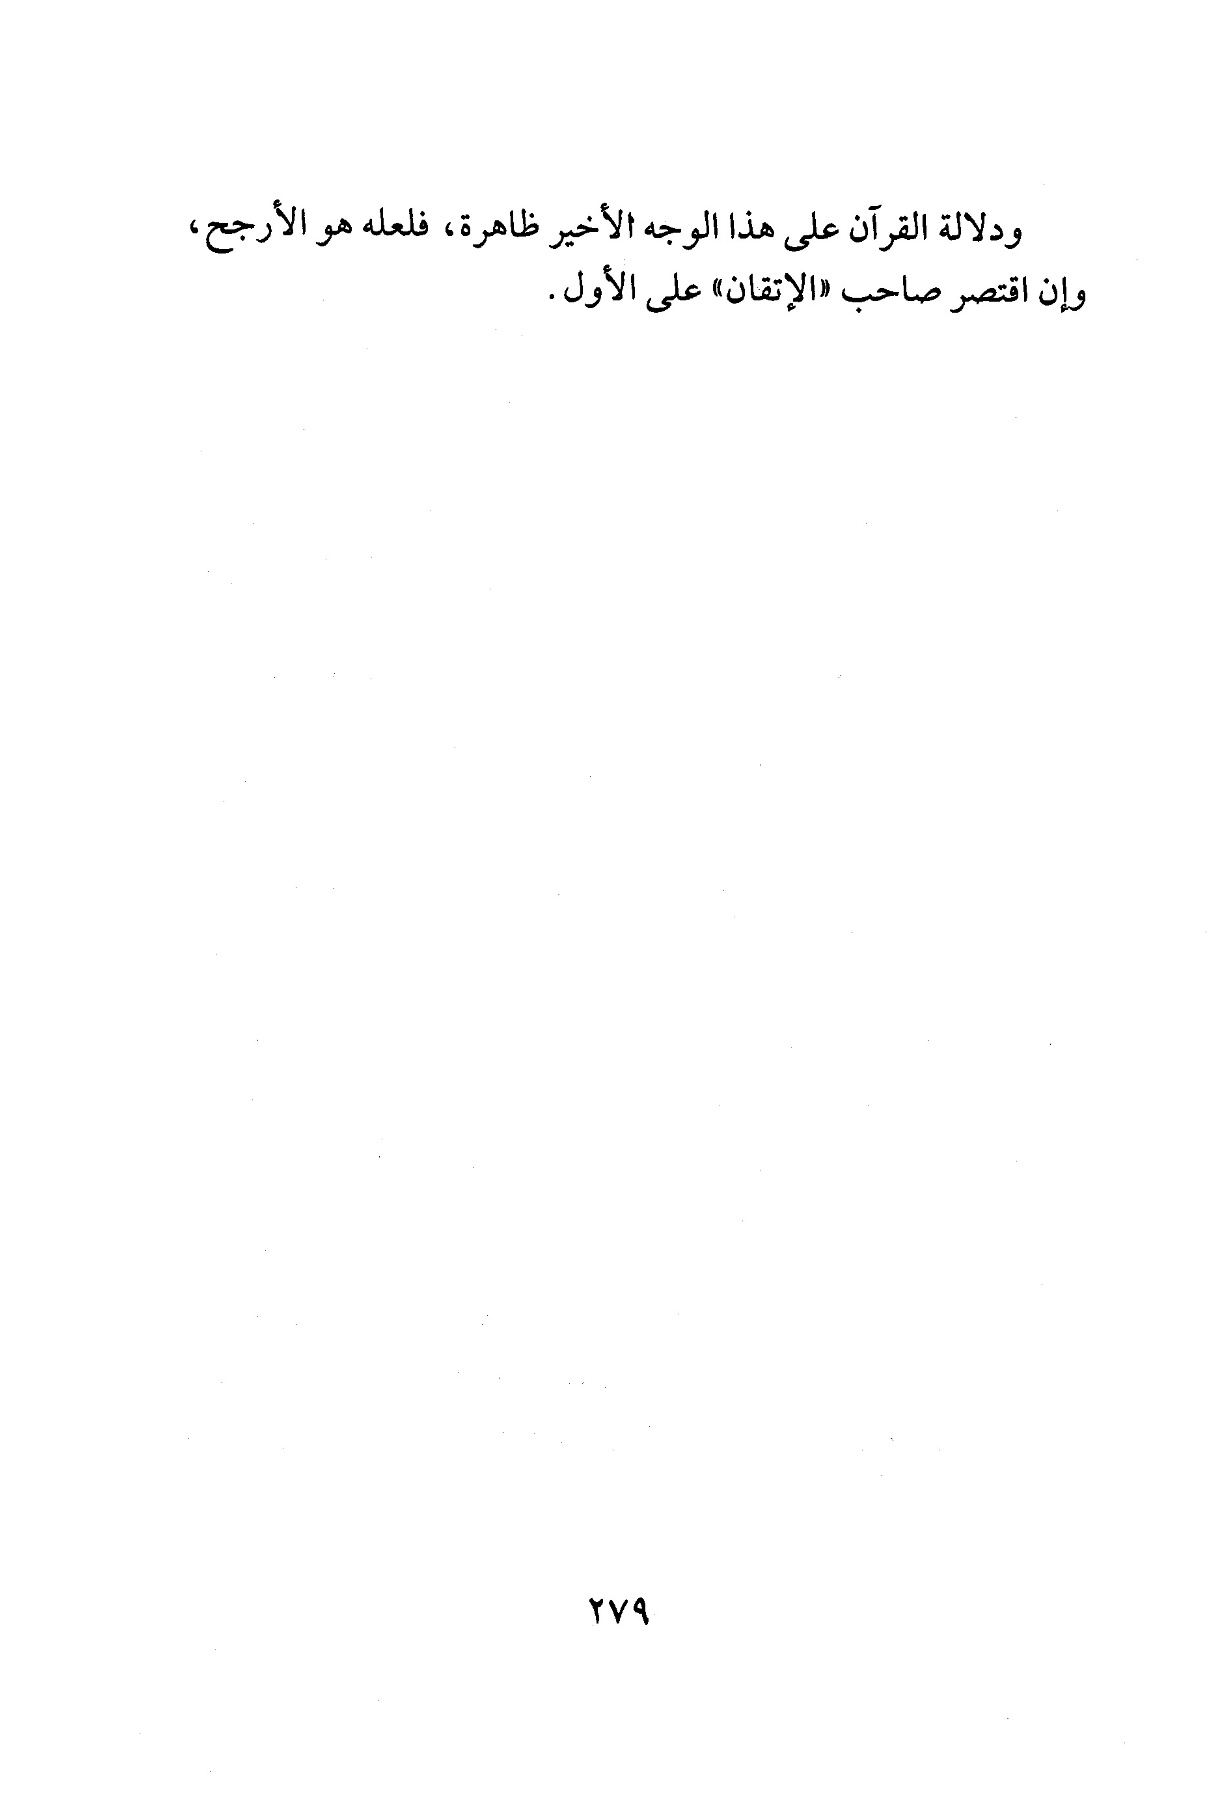 ودلالة القرآن على هذا الوجه الأخير ظاهرة، فلعله هو الأرجح،
وإن اقتصر صاحب «الإتقان» على الأول.
٢٧٩